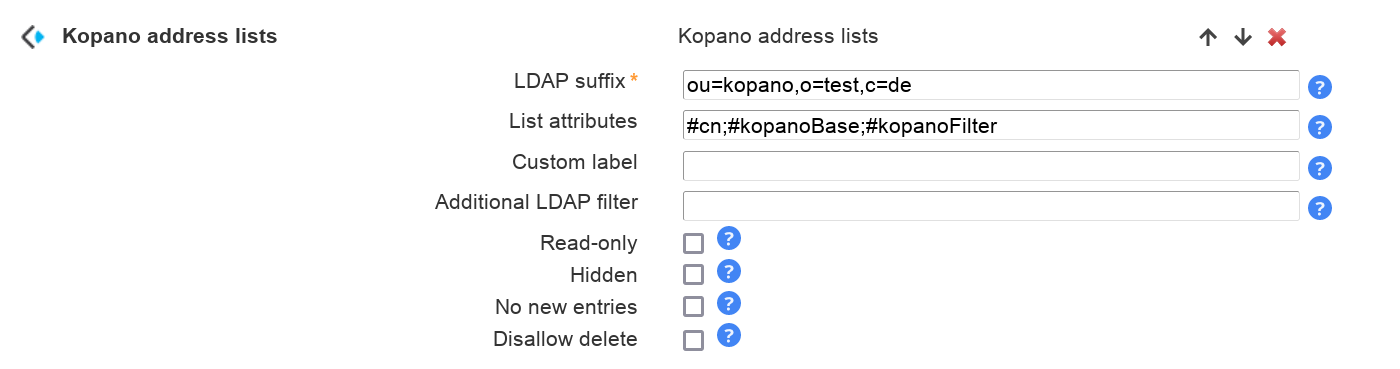 Kopano address lists Kopano address lists
LDAP suffix* ou=kopano,o=test,c=de ?
List attributes #cn;#kopanoBase;#kopanoFilter ?
Custom label ?
Additional LDAP filter ?
Read-only ?
Hidden ?
No new entries ?
Disallow delete ?